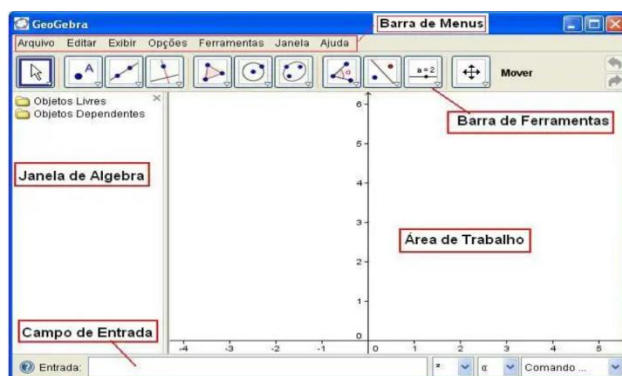 GeoGebra
Barra de Menus
Arquivo Editar Exibir Opções Ferramentas Janela Ajuda
A
α
a=2
Mover
Objetos Livres
Objetos Dependentes
Barra de Ferramentas
Janela de Algebra
Área de Trabalho
Campo de Entrada
6
5
4
3
2
1
0
-4 -3 -2 -1 0 1 2 3 4 5
Entrada:
² α Comando ...